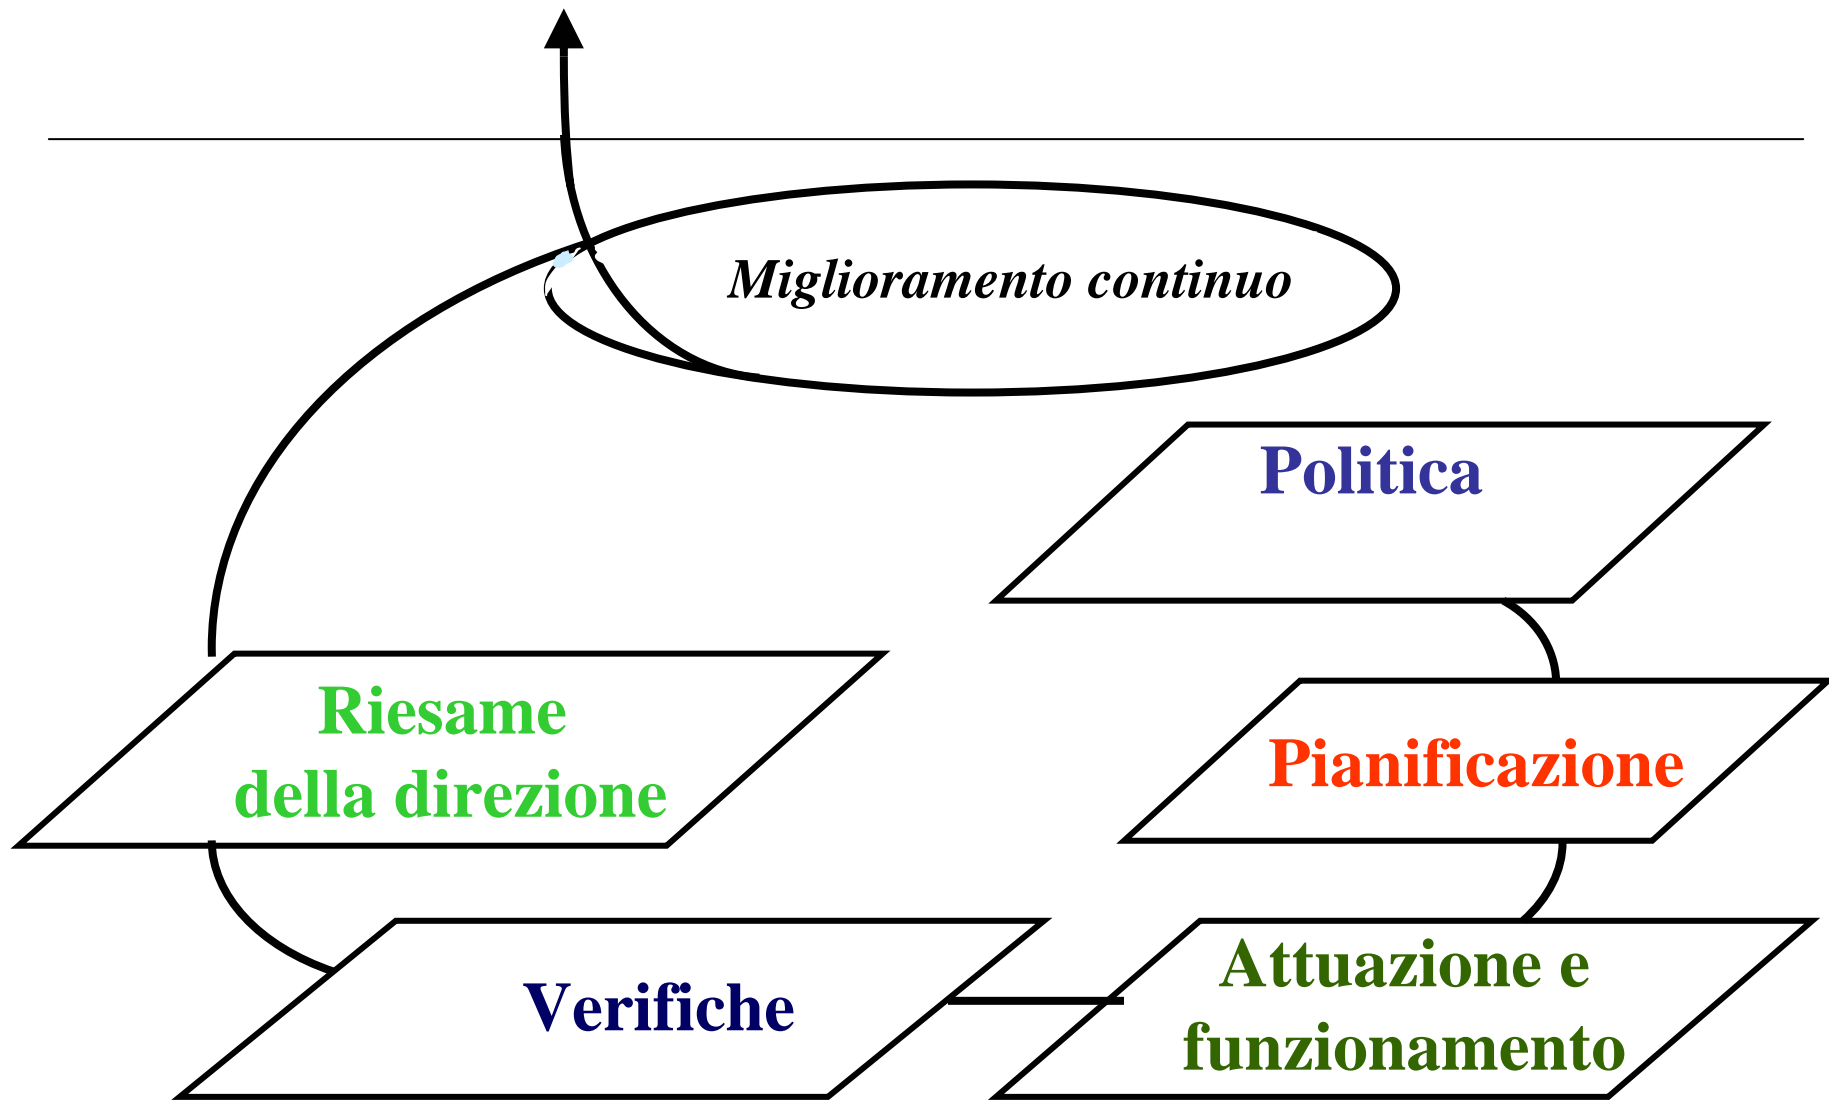 Miglioramento continuo
Politica
Riesame
della direzione
Pianificazione
Verifiche
Attuazione e
funzionamento